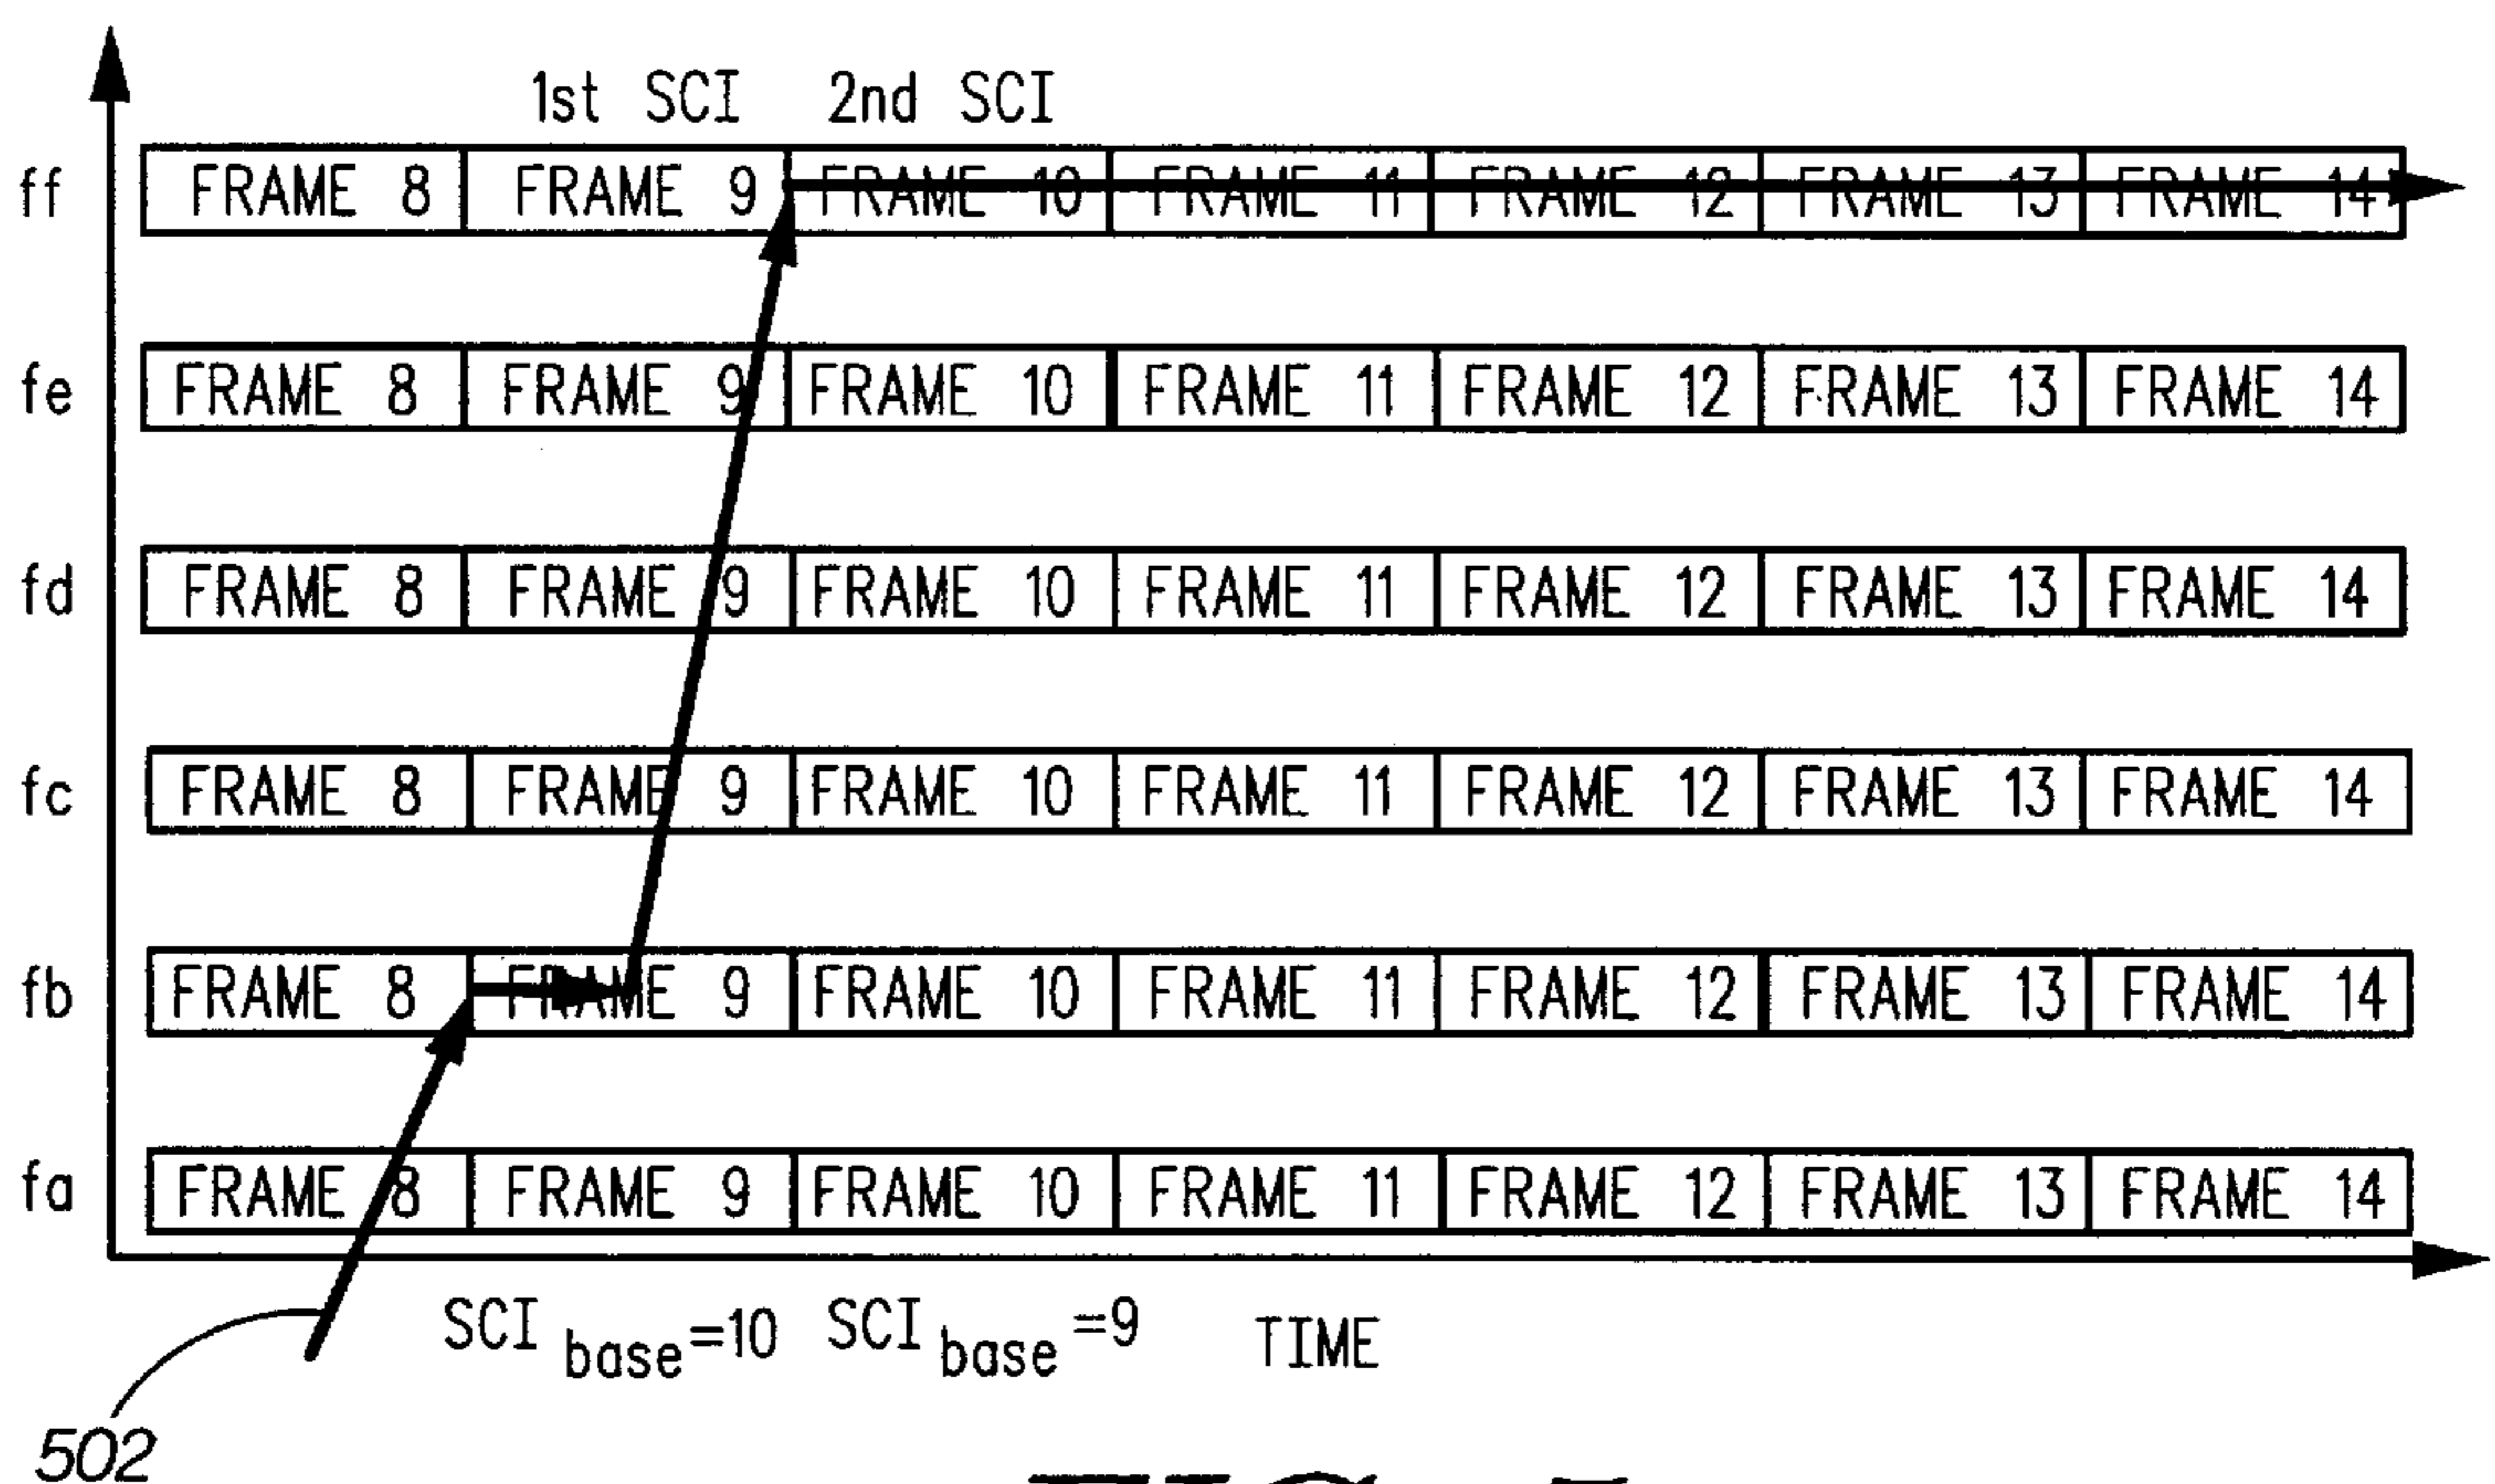 1st SCI 2nd SCI
ff FRAME 8 FRAME 9 FRAME 10 FRAME 11 FRAME 12 FRAME 13 FRAME 14
fe FRAME 8 FRAME 9 FRAME 10 FRAME 11 FRAME 12 FRAME 13 FRAME 14
fd FRAME 8 FRAME 9 FRAME 10 FRAME 11 FRAME 12 FRAME 13 FRAME 14
fc FRAME 8 FRAME 9 FRAME 10 FRAME 11 FRAME 12 FRAME 13 FRAME 14
fb FRAME 8 FRAME 9 FRAME 10 FRAME 11 FRAME 12 FRAME 13 FRAME 14
fa FRAME 8 FRAME 9 FRAME 10 FRAME 11 FRAME 12 FRAME 13 FRAME 14
SCI base=10 SCI base=9 TIME
502